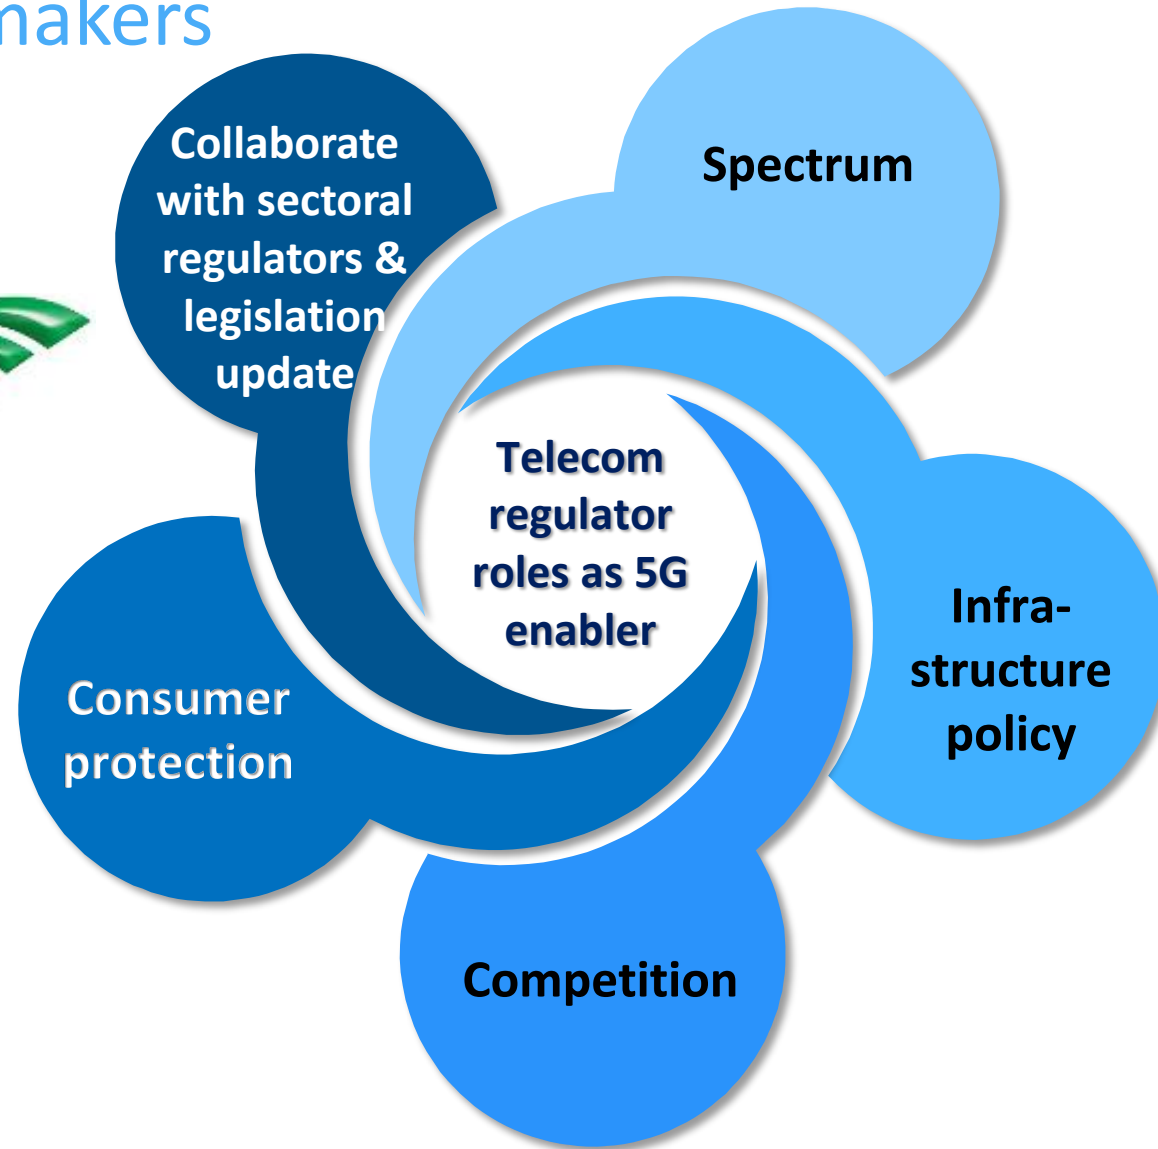 makers
Collaborate
with sectoral
regulators &
legislation
update
Spectrum
Telecom
regulator
roles as 5G
enabler
Infra-
structure
policy
Consumer
protection
Competition